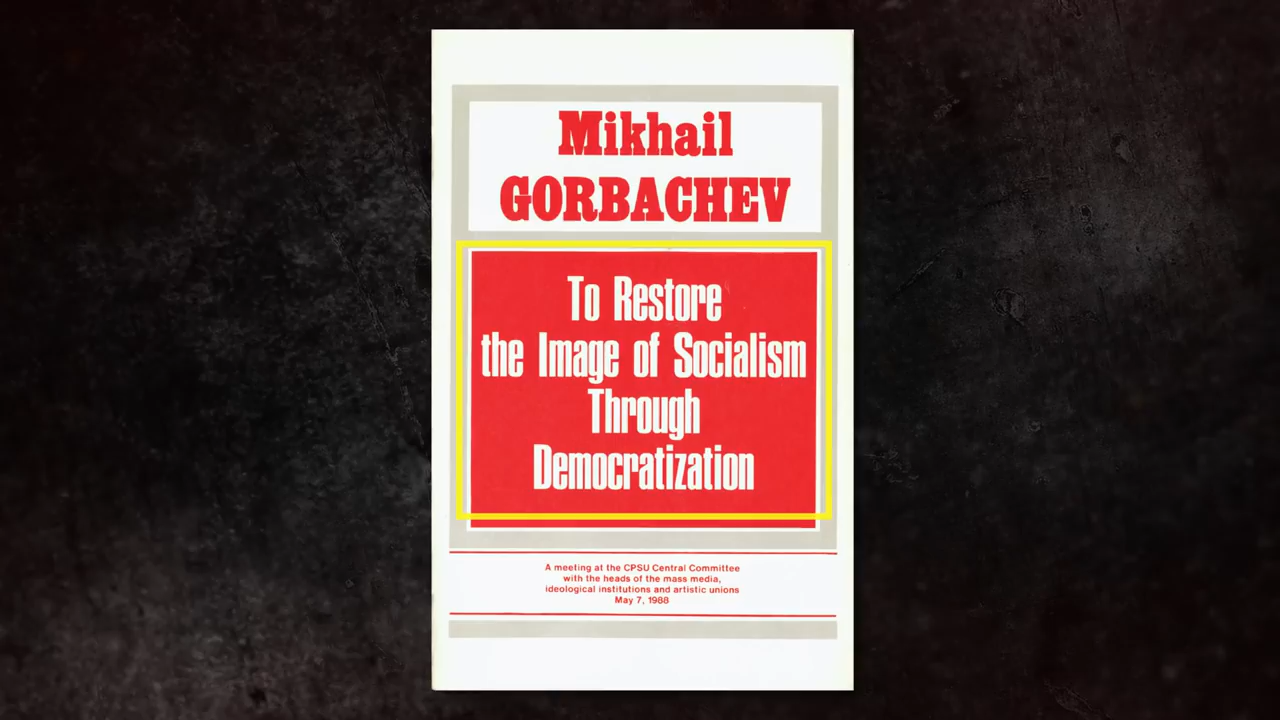 Mikhail
GORBACHEV
To Restore
the Image of Socialism
Through
Democratization
A meeting at the CPSU Central Committee
with the heads of the mass media,
ideological institutions and artistic unions
May 7, 1988